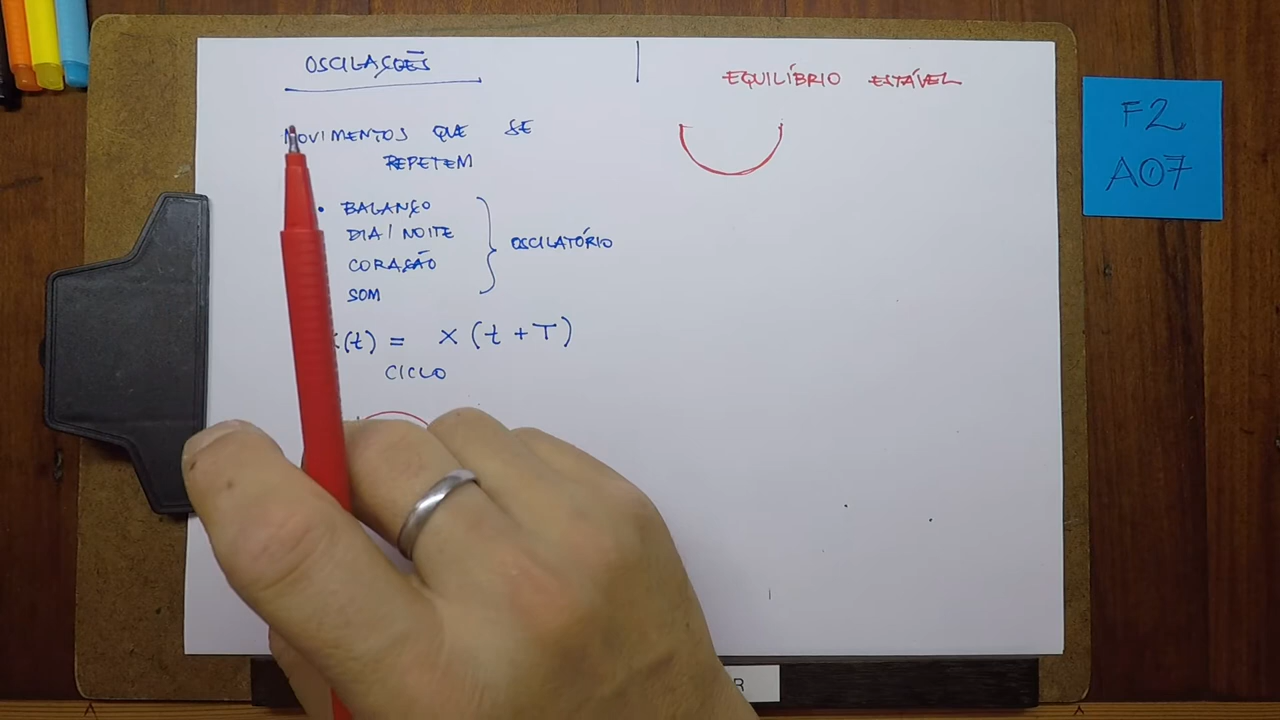 OSCILAÇÕES
MOVIMENTOS QUE SE
REPETEM
• BALANÇO
DIA/NOITE
CORAÇÃO
SOM
OSCILATÓRIO
(t) = x(t+T)
CICLO
EQUILÍBRIO ESTÁVEL
F2
A07
R